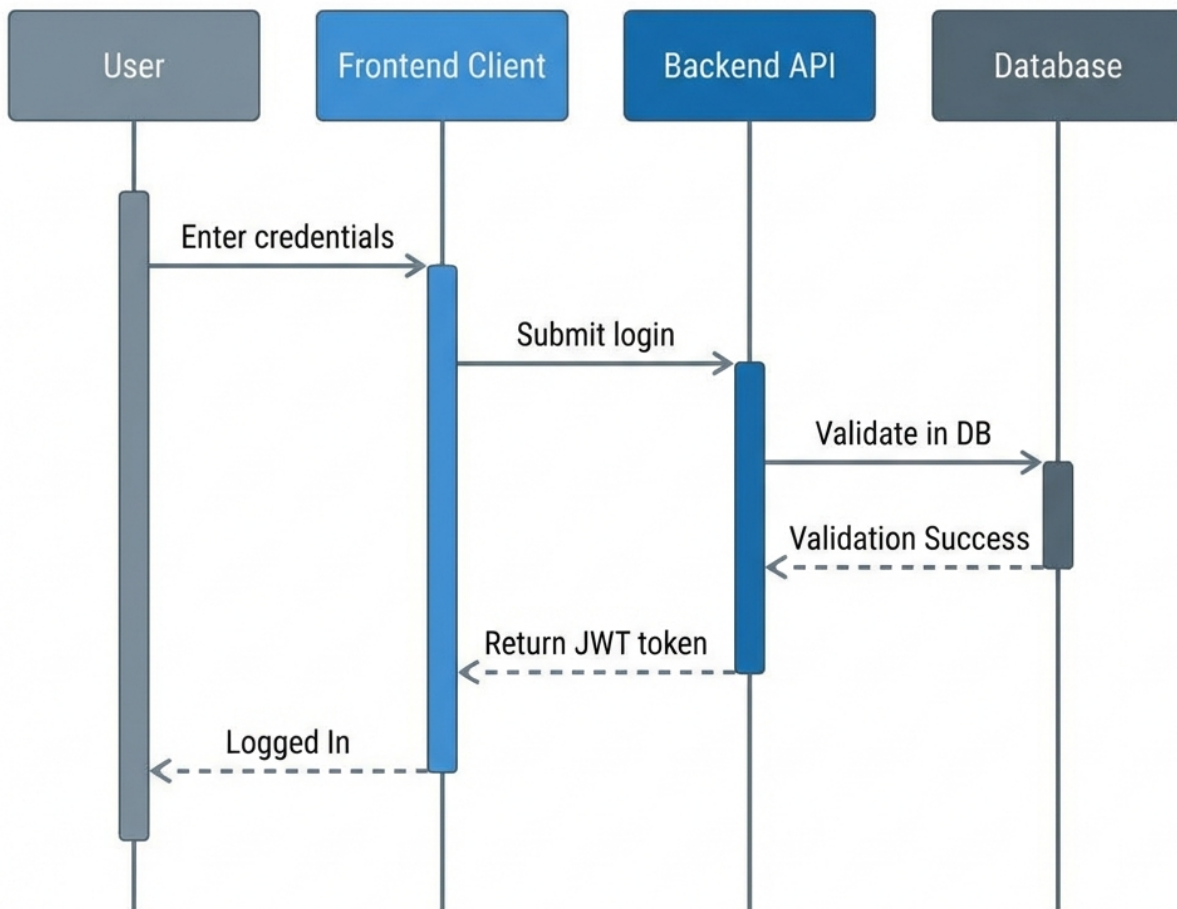 User
Frontend Client
Backend API
Database
Enter credentials
Submit login
Validate in DB
Validation Success
Return JWT token
Logged In